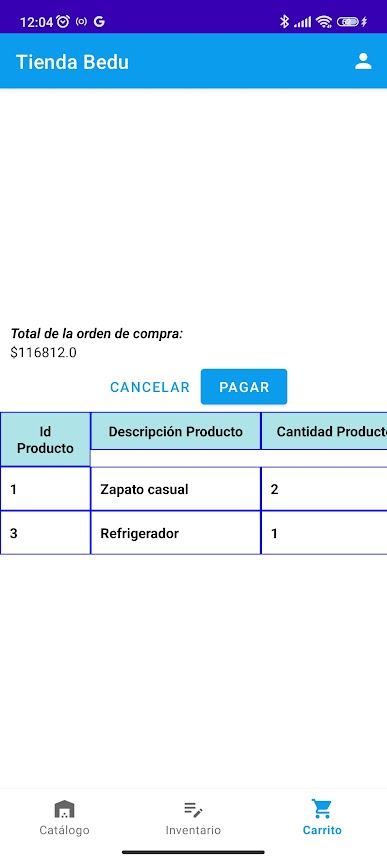 12:04
Tienda Bedu
Total de la orden de compra:
$116812.0
CANCELAR PAGAR
Id Producto Descripción Producto Cantidad Product
1 Zapato casual 2
3 Refrigerador 1
Catálogo Inventario Carrito